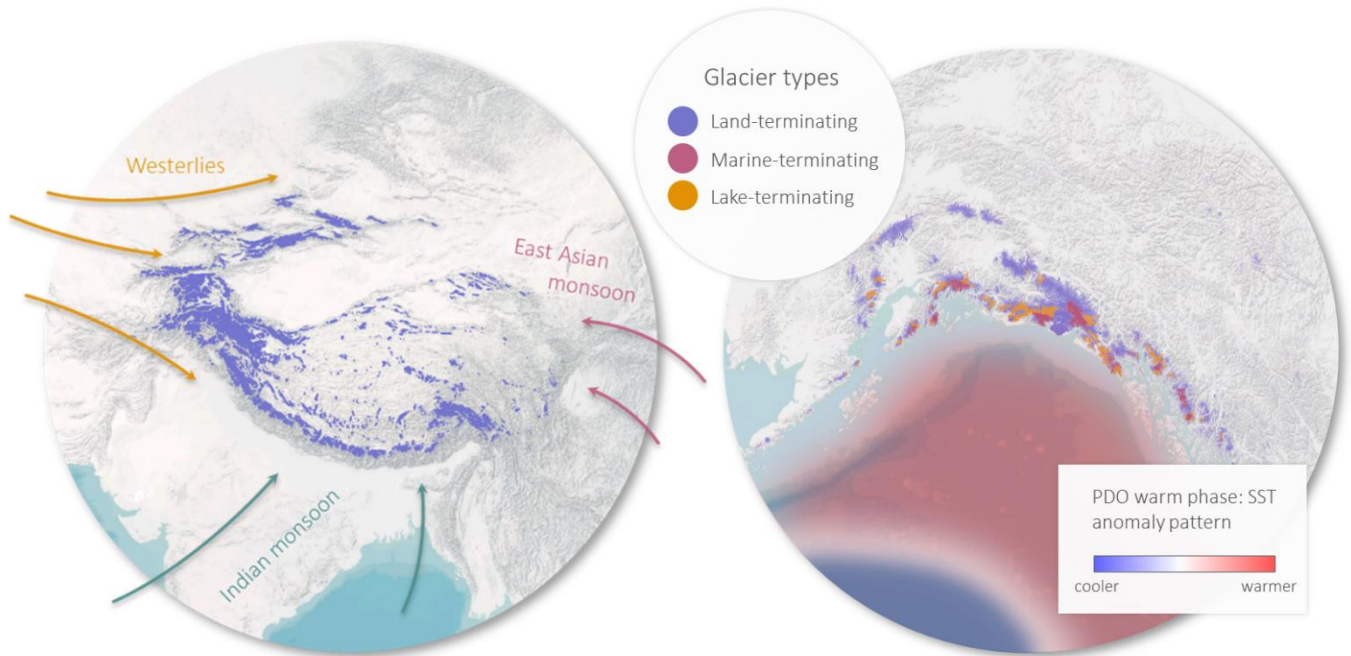 Glacier types
Land-terminating
Marine-terminating
Lake-terminating
Westerlies
East Asian
monsoon
Indian monsoon
PDO warm phase: SST
anomaly pattern
cooler
warmer